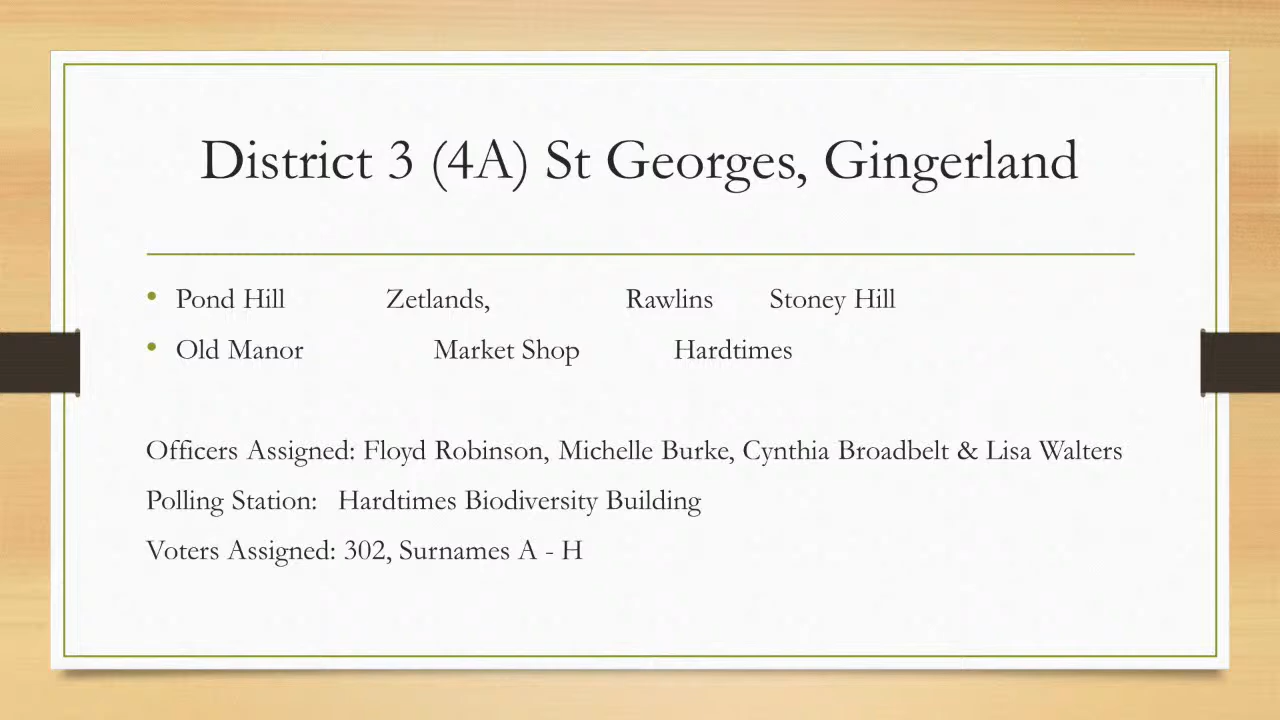 District 3 (4A) St Georges, Gingerland
• Pond Hill Zetlands, Rawlins Stoney Hill
• Old Manor Market Shop Hardtimes
Officers Assigned: Floyd Robinson, Michelle Burke, Cynthia Broadbelt & Lisa Walters
Polling Station: Hardtimes Biodiversity Building
Voters Assigned: 302, Surnames A - H